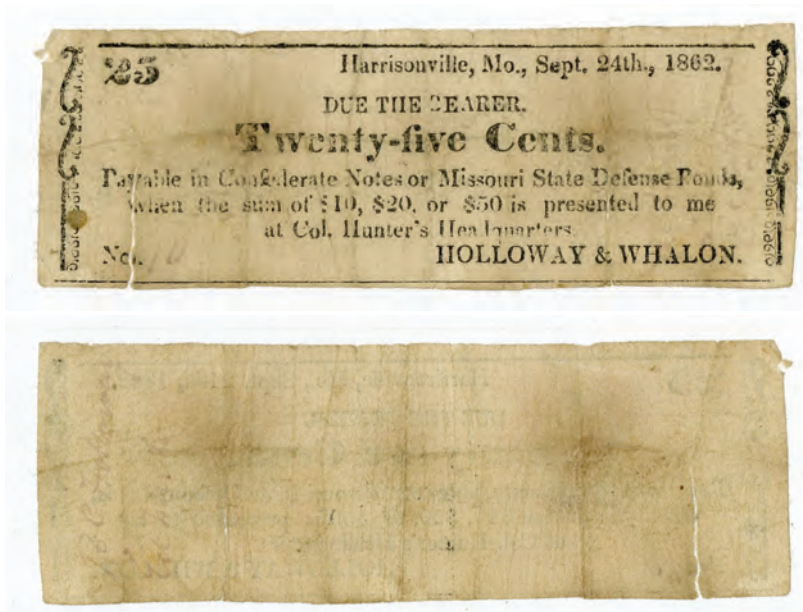 25 Harrisonville, Mo., Sept. 24th., 1862.
DUE THE BEARER.
Twenty-five Cents.
Payable in Confederate Notes or Missouri State Defense Bonds,
when the sum of $10, $20, or $50 is presented to me
at Col. Hunter's Headquarters
No. HOLLOWAY & WHALON.